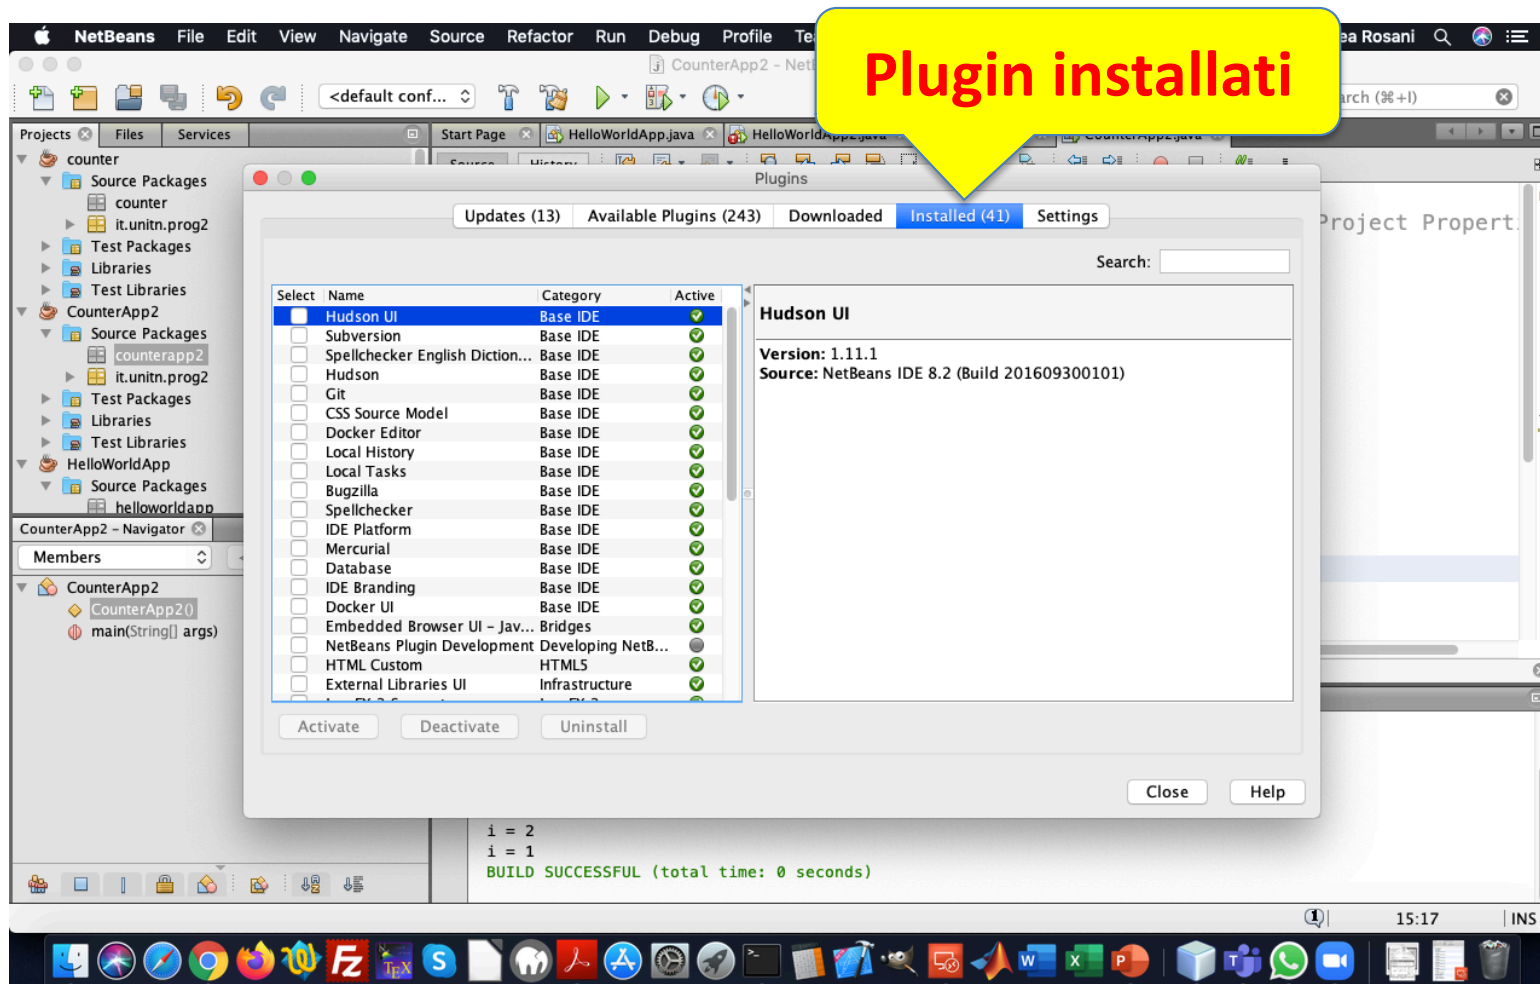 NetBeans File Edit View Navigate Source Refactor Run Debug Profile
Rosani
Plugin installati
<default conf...
(⌘+I)
Projects Files Services
Start Page HelloWorldApp.java
Source History
counter
Source Packages
counter
it.unitn.prog2
Test Packages
Libraries
Test Libraries
CounterApp2
Source Packages
counterapp2
it.unitn.prog2
Test Packages
Libraries
Test Libraries
HelloWorldApp
Source Packages
helloworldapp
CounterApp2 - Navigator
Members
CounterApp2
CounterApp2()
main(String[] args)
Plugins
Updates (13) Available Plugins (243) Downloaded Installed (41) Settings
Search:
Select Name Category Active
Hudson UI Base IDE
Subversion Base IDE
Spellchecker English Diction... Base IDE
Hudson Base IDE
Git Base IDE
CSS Source Model Base IDE
Docker Editor Base IDE
Local History Base IDE
Local Tasks Base IDE
Bugzilla Base IDE
Spellchecker Base IDE
IDE Platform Base IDE
Mercurial Base IDE
Database Base IDE
IDE Branding Base IDE
Docker UI Base IDE
Embedded Browser UI - Jav... Bridges
NetBeans Plugin Development Developing NetB...
HTML Custom HTML5
External Libraries UI Infrastructure
Hudson UI
Version: 1.11.1
Source: NetBeans IDE 8.2 (Build 201609300101)
Activate Deactivate Uninstall
Close Help
Project Propert
i = 2
i = 1
BUILD SUCCESSFUL (total time: 0 seconds)
15:17 INS